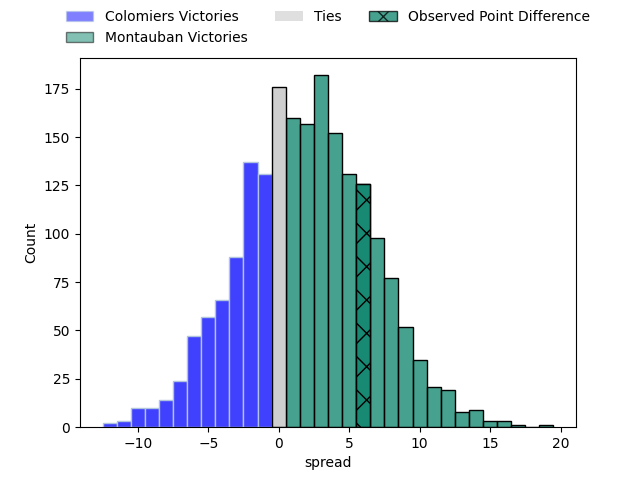 Colomiers Victories
Montauban Victories
Ties
Observed Point Difference
175
150
125
100
75
50
25
0
Count
−10
−5
0
5
10
15
20
spread